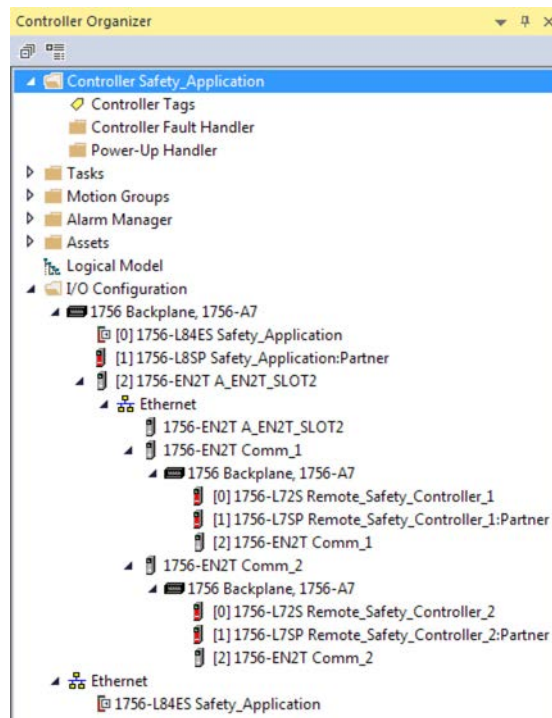 Controller Organizer
Controller Safety_Application
Controller Tags
Controller Fault Handler
Power-Up Handler
Tasks
Motion Groups
Alarm Manager
Assets
Logical Model
I/O Configuration
1756 Backplane, 1756-A7
[0] 1756-L84ES Safety_Application
[1] 1756-L8SP Safety_Application:Partner
[2] 1756-EN2T A_EN2T_SLOT2
Ethernet
1756-EN2T A_EN2T_SLOT2
1756-EN2T Comm_1
1756 Backplane, 1756-A7
[0] 1756-L72S Remote_Safety_Controller_1
[1] 1756-L7SP Remote_Safety_Controller_1:Partner
[2] 1756-EN2T Comm_1
1756-EN2T Comm_2
1756 Backplane, 1756-A7
[0] 1756-L72S Remote_Safety_Controller_2
[1] 1756-L7SP Remote_Safety_Controller_2:Partner
[2] 1756-EN2T Comm_2
Ethernet
1756-L84ES Safety_Application